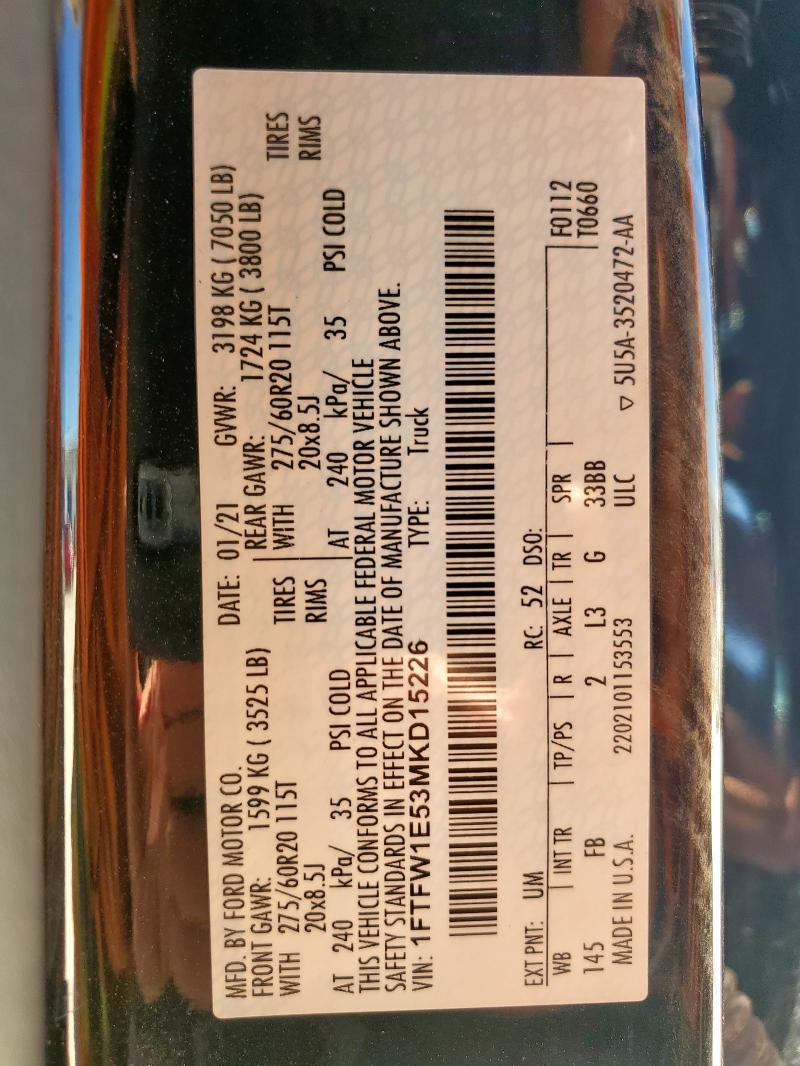 MFD. BY FORD MOTOR CO. DATE: 01/21 GVWR: 3198 KG ( 7050 LB)
FRONT GAWR: 1599 KG ( 3525 LB) REAR GAWR: 1724 KG ( 3800 LB)
WITH 275/60R20 115T TIRES WITH 275/60R20 115T TIRES
20x8.5J RIMS 20x8.5J RIMS
AT 240 kPa/ 35 PSI COLD AT 240 kPa/ 35 PSI COLD
THIS VEHICLE CONFORMS TO ALL APPLICABLE FEDERAL MOTOR VEHICLE
SAFETY STANDARDS IN EFFECT ON THE DATE OF MANUFACTURE SHOWN ABOVE.
VIN: 1FTFW1E53MKD15226 TYPE: Truck
EXT PNT: UM RC: 52 DSO:
WB INT TR TP/PS R AXLE TR SPR F0112
145 FB 2 L3 G 33BB T0660
MADE IN U.S.A. 2202101153553 ULC ▽ 5U5A-3520472-AA